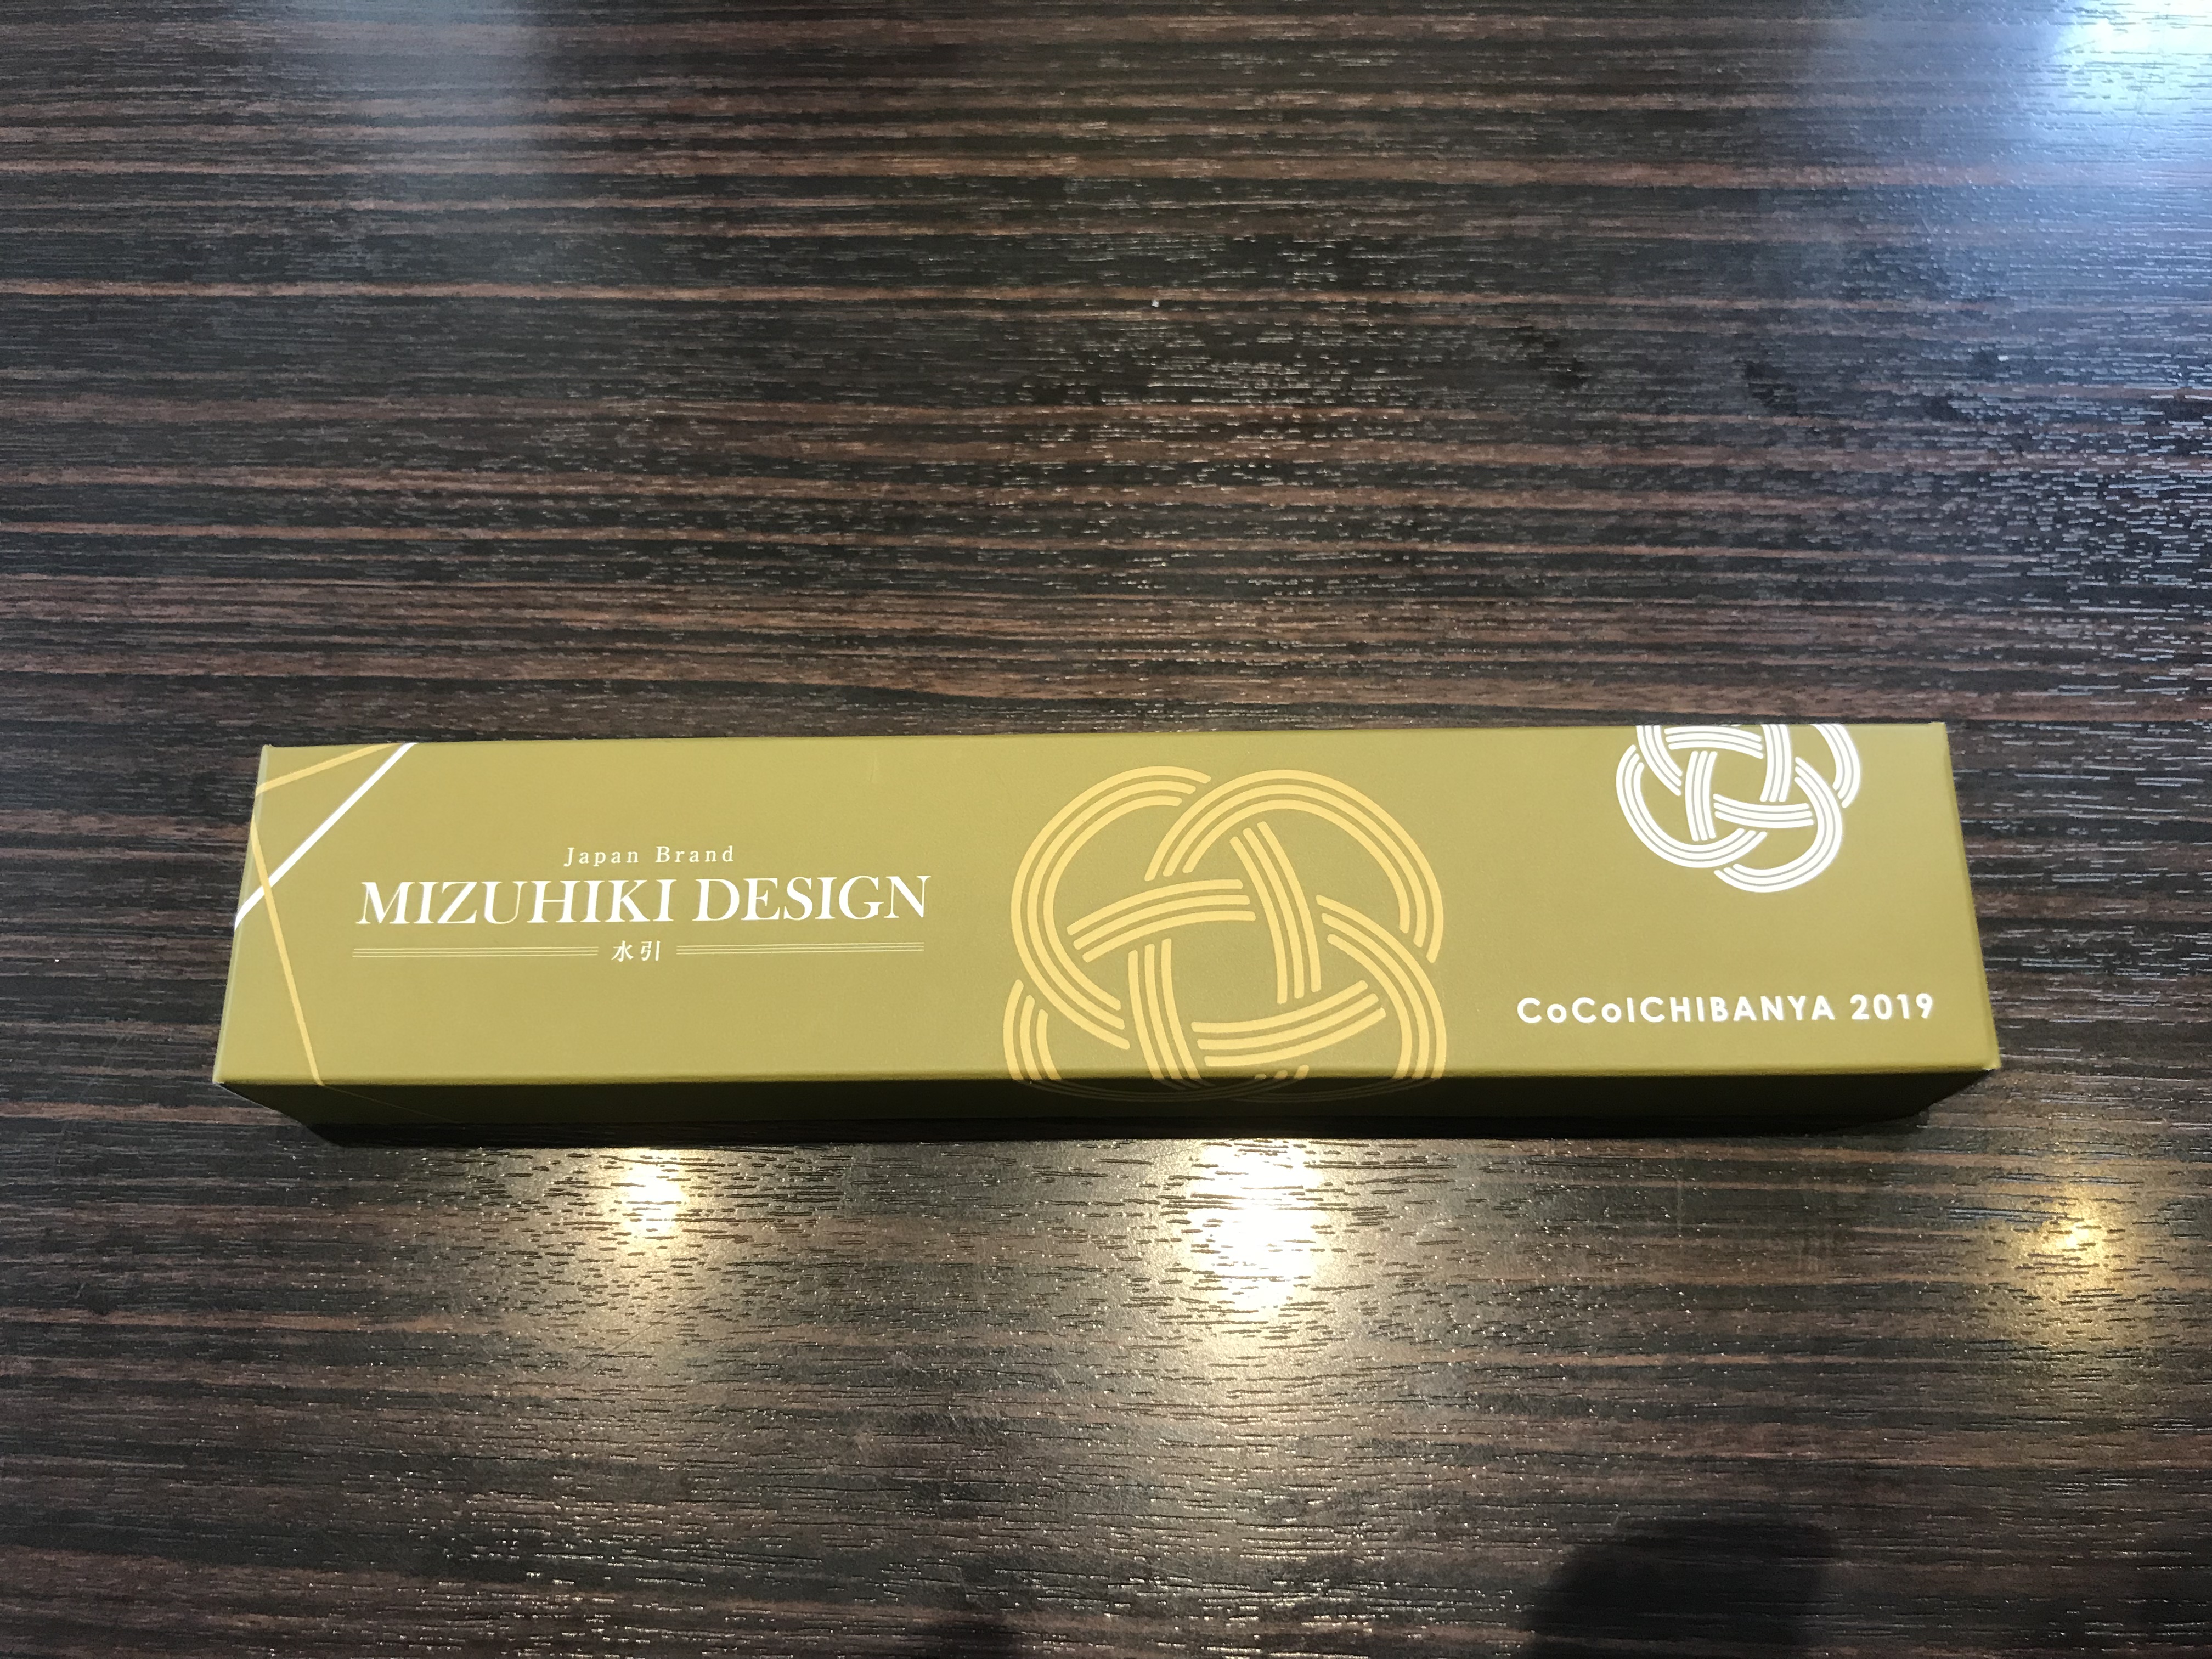 Japan Brand
MIZUHIKI DESIGN
水引
CoCoICHIBANYA 2019